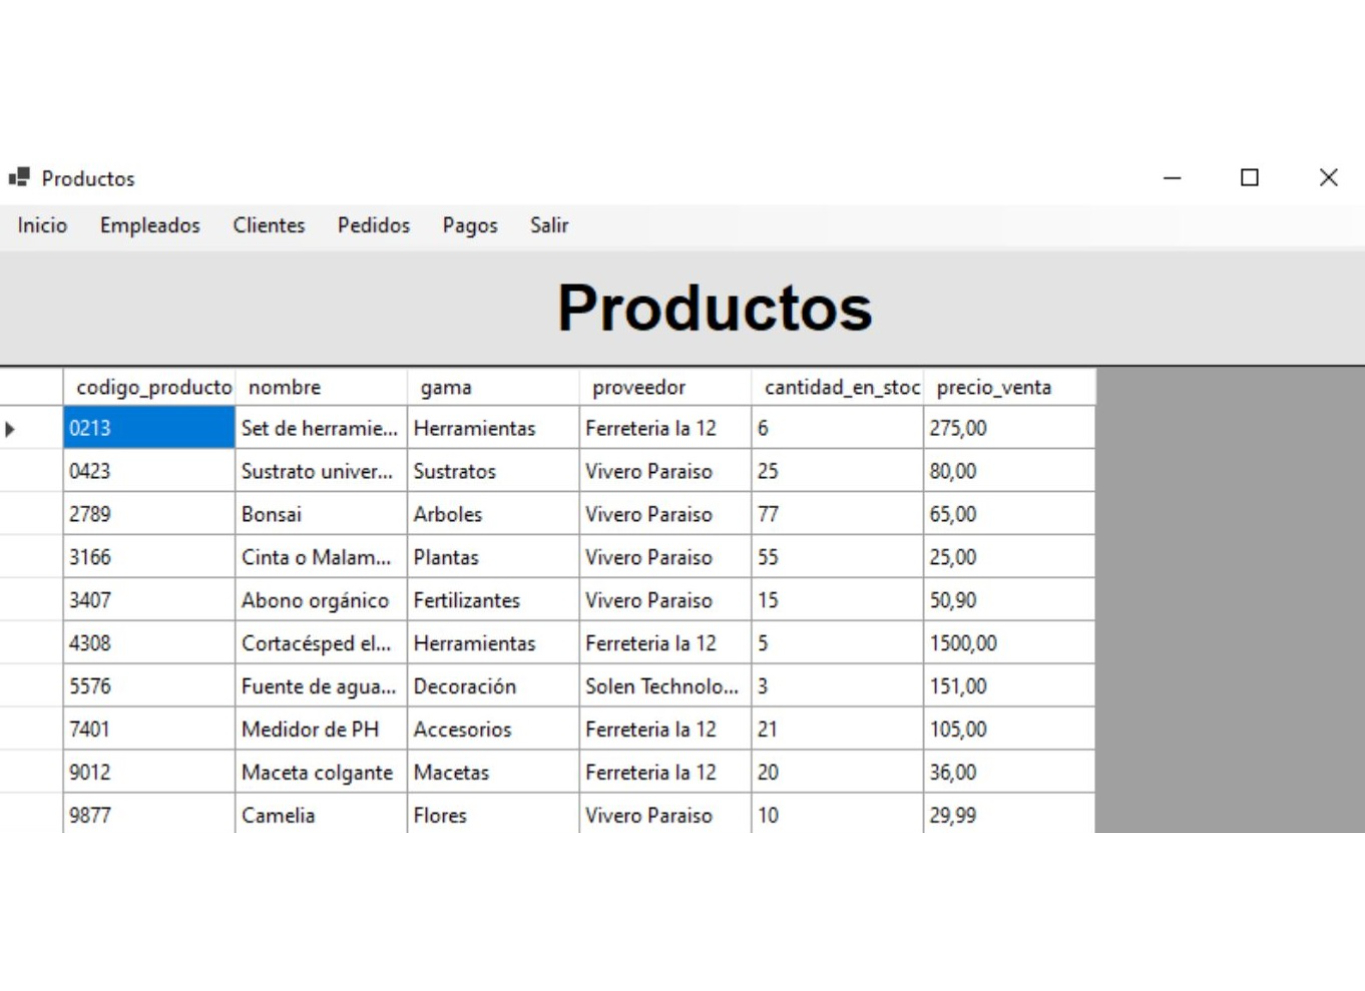 Productos
Inicio Empleados Clientes Pedidos Pagos Salir
Productos
codigo_producto nombre gama proveedor cantidad_en_stoc precio_venta
0213 Set de herramie... Herramientas Ferreteria la 12 6 275,00
0423 Sustrato univer... Sustratos Vivero Paraiso 25 80,00
2789 Bonsai Arboles Vivero Paraiso 77 65,00
3166 Cinta o Malam... Plantas Vivero Paraiso 55 25,00
3407 Abono orgánico Fertilizantes Vivero Paraiso 15 50,90
4308 Cortacésped el... Herramientas Ferreteria la 12 5 1500,00
5576 Fuente de agua... Decoración Solen Technolo... 3 151,00
7401 Medidor de PH Accesorios Ferreteria la 12 21 105,00
9012 Maceta colgante Macetas Ferreteria la 12 20 36,00
9877 Camelia Flores Vivero Paraiso 10 29,99